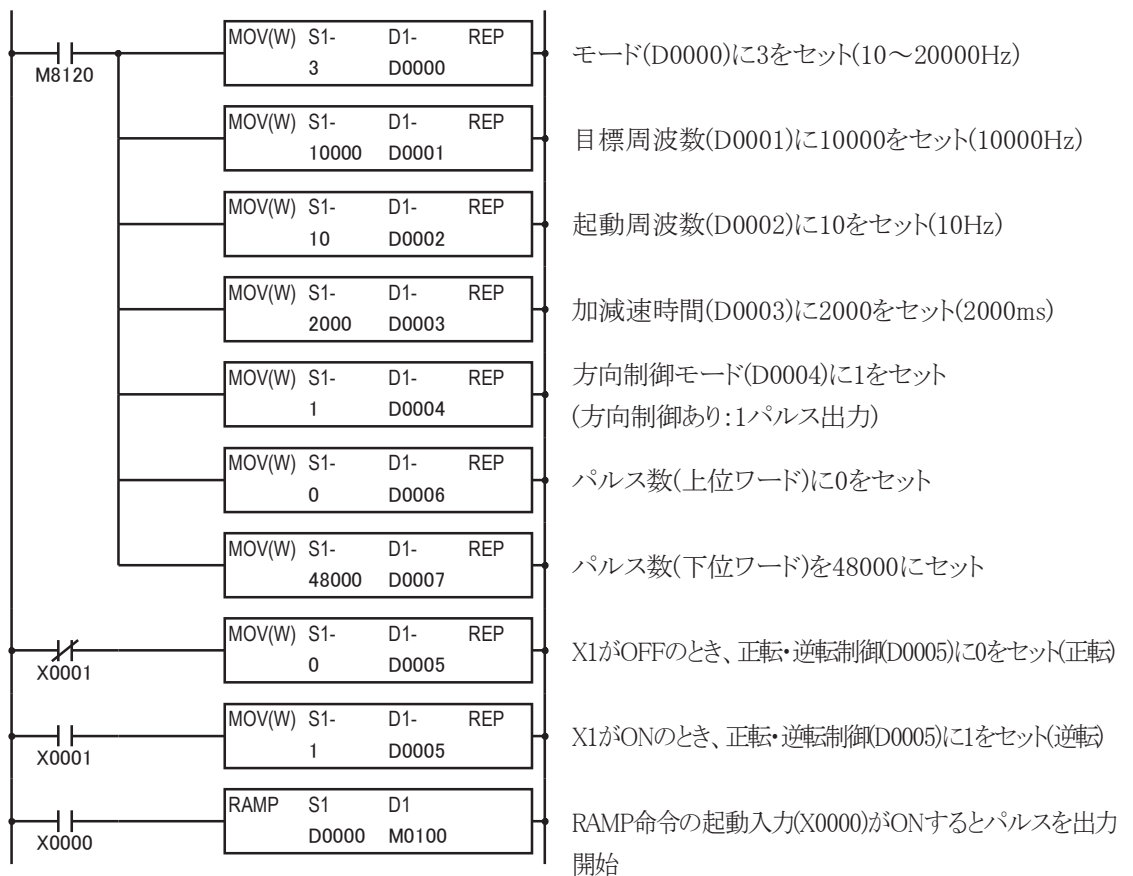 MOV(W) S1- D1- REP
3 D0000
モード(D0000)に3をセット(10～20000Hz)
M8120
MOV(W) S1- D1- REP
10000 D0001
目標周波数(D0001)に10000をセット(10000Hz)
MOV(W) S1- D1- REP
10 D0002
起動周波数(D0002)に10をセット(10Hz)
MOV(W) S1- D1- REP
2000 D0003
加減速時間(D0003)に2000をセット(2000ms)
MOV(W) S1- D1- REP
1 D0004
方向制御モード(D0004)に1をセット
(方向制御あり:1パルス出力)
MOV(W) S1- D1- REP
0 D0006
パルス数(上位ワード)に0をセット
MOV(W) S1- D1- REP
48000 D0007
パルス数(下位ワード)を48000にセット
MOV(W) S1- D1- REP
0 D0005
X1がOFFのとき、正転・逆転制御(D0005)に0をセット(正転)
X0001
MOV(W) S1- D1- REP
1 D0005
X1がONのとき、正転・逆転制御(D0005)に1をセット(逆転)
X0001
RAMP S1 D1
D0000 M0100
X0000
RAMP命令の起動入力(X0000)がONするとパルスを出力
開始